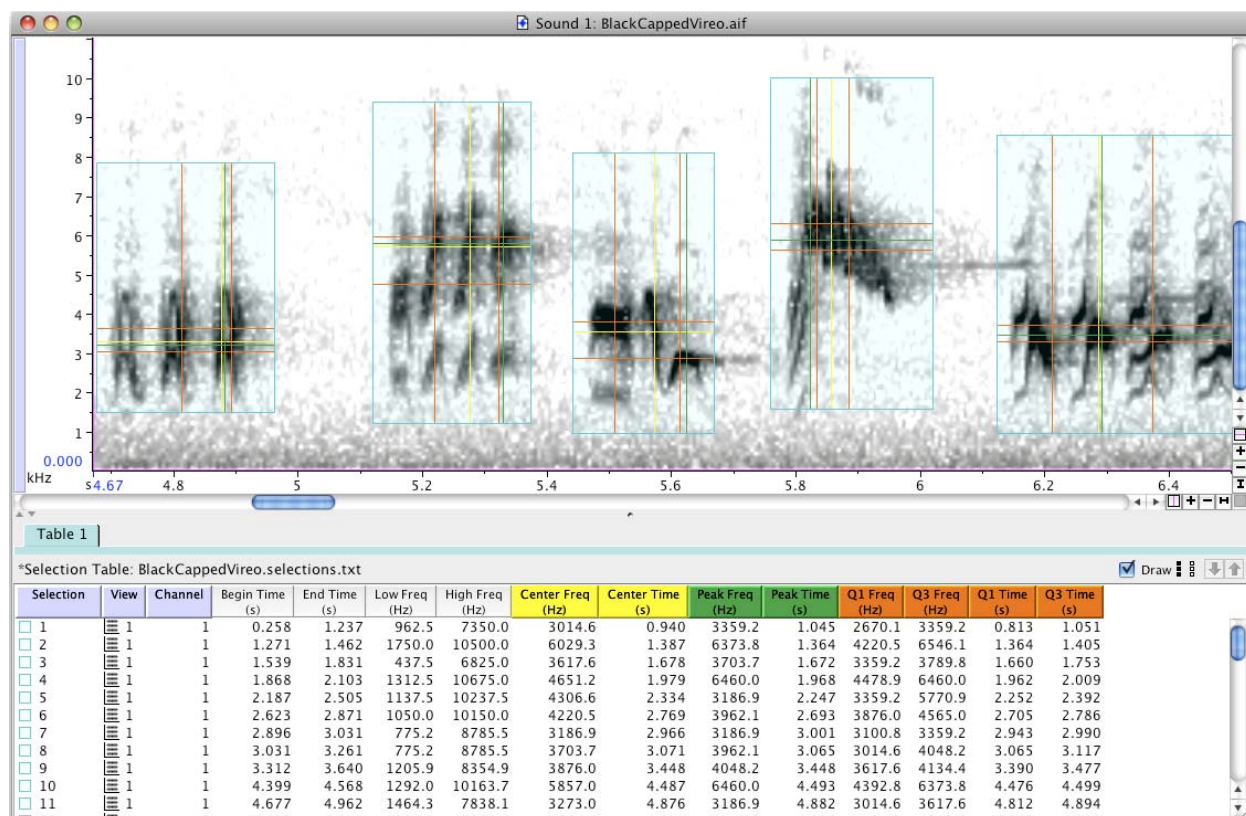 Sound 1: BlackCappedVireo.aif
10
9
8
7
6
5
4
3
2
1
0.000
kHz
s4.67 4.8 5 5.2 5.4 5.6 5.8 6 6.2 6.4
Table 1
*Selection Table: BlackCappedVireo.selections.txt Draw
Selection View Channel Begin Time (s) End Time (s) Low Freq (Hz) High Freq (Hz) Center Freq (Hz) Center Time (s) Peak Freq (Hz) Peak Time (s) Q1 Freq (Hz) Q3 Freq (Hz) Q1 Time (s) Q3 Time (s)
1 1 1 0.258 1.237 962.5 7350.0 3014.6 0.940 3359.2 1.045 2670.1 3359.2 0.813 1.051
2 1 1 1.271 1.462 1750.0 10500.0 6029.3 1.387 6373.8 1.364 4220.5 6546.1 1.364 1.405
3 1 1 1.539 1.831 437.5 6825.0 3617.6 1.678 3703.7 1.672 3359.2 3789.8 1.660 1.753
4 1 1 1.868 2.103 1312.5 10675.0 4651.2 1.979 6460.0 1.968 4478.9 6460.0 1.962 2.009
5 1 1 2.187 2.505 1137.5 10237.5 4306.6 2.334 3186.9 2.247 3359.2 5770.9 2.252 2.392
6 1 1 2.623 2.871 1050.0 10150.0 4220.5 2.769 3962.1 2.693 3876.0 4565.0 2.705 2.786
7 1 1 2.896 3.031 775.2 8785.5 3186.9 2.966 3186.9 3.001 3100.8 3359.2 2.943 2.990
8 1 1 3.031 3.261 775.2 8785.5 3703.7 3.071 3962.1 3.065 3014.6 4048.2 3.065 3.117
9 1 1 3.312 3.640 1205.9 8354.9 3876.0 3.448 4048.2 3.448 3617.6 4134.4 3.390 3.477
10 1 1 4.399 4.568 1292.0 10163.7 5857.0 4.487 6460.0 4.493 4392.8 6373.8 4.476 4.499
11 1 1 4.677 4.962 1464.3 7838.1 3273.0 4.876 3186.9 4.882 3014.6 3617.6 4.812 4.894